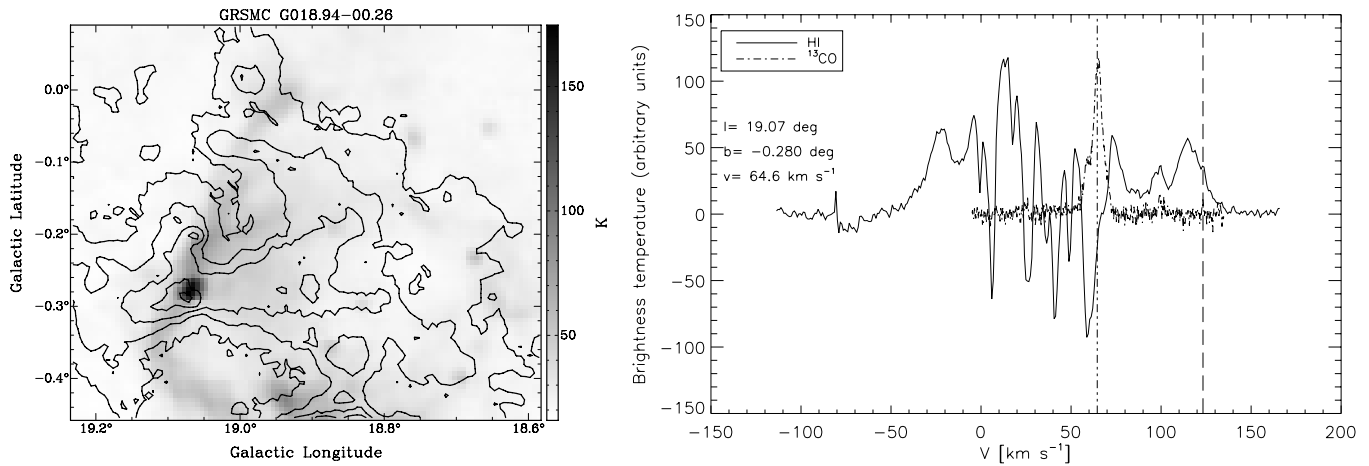 GRSMC G018.94−00.26
0.0°
−0.1°
−0.2°
−0.3°
−0.4°
Galactic Latitude
19.2
19.0
18.8
18.6
Galactic Longitude
150
100
50
K
HI
¹³CO
l= 19.07 deg
b= −0.280 deg
v= 64.6 km s⁻¹
150
100
50
0
−50
−100
−150
Brightness temperature (arbitrary units)
−150
−100
−50
0
50
100
150
200
V [km s⁻¹]